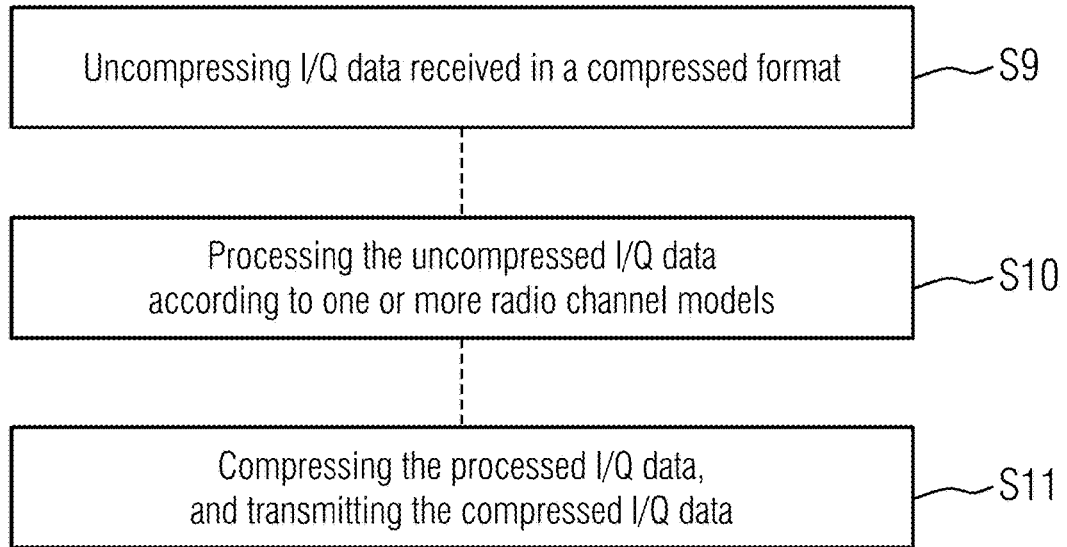 Uncompressing I/Q data received in a compressed format
S9
Processing the uncompressed I/Q data
according to one or more radio channel models
S10
Compressing the processed I/Q data,
and transmitting the compressed I/Q data
S11